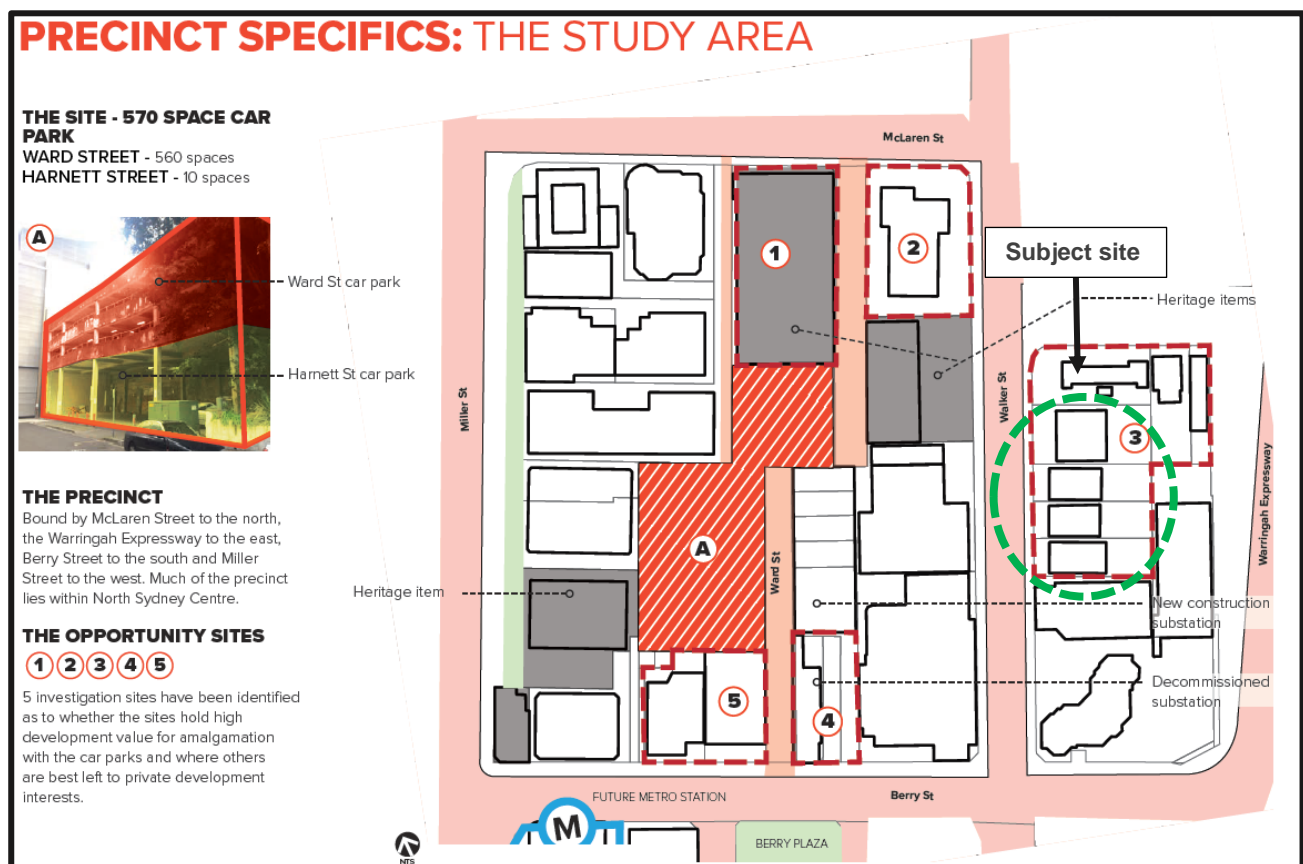 PRECINCT SPECIFICS: THE STUDY AREA
THE SITE - 570 SPACE CAR
PARK
WARD STREET - 560 spaces
HARNETT STREET - 10 spaces
A
Ward St car park
Harnett St car park
THE PRECINCT
Bound by McLaren Street to the north,
the Warringah Expressway to the east,
Berry Street to the south and Miller
Street to the west. Much of the precinct
lies within North Sydney Centre.
THE OPPORTUNITY SITES
1 2 3 4 5
5 investigation sites have been identified
as to whether the sites hold high
development value for amalgamation
with the car parks and where others
are best left to private development
interests.
McLaren St
1
2
Subject site
Heritage items
Miller St
Walker St
3
Warringah Expressway
A
Ward St
Heritage item
New construction
substation
Decommissioned
substation
5
4
FUTURE METRO STATION
Berry St
M
BERRY PLAZA
NTS